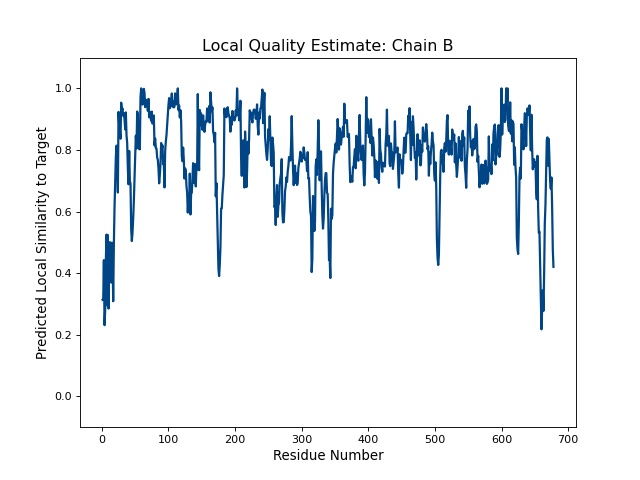 Local Quality Estimate: Chain B
Predicted Local Similarity to Target
1.0
0.8
0.6
0.4
0.2
0.0
0 100 200 300 400 500 600 700
Residue Number